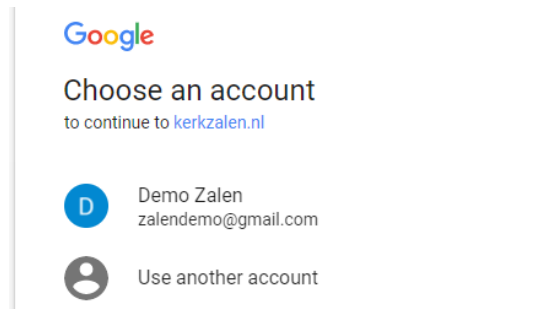 Google
Choose an account
to continue to kerkzalen.nl
D
Demo Zalen
zalendemo@gmail.com
Use another account